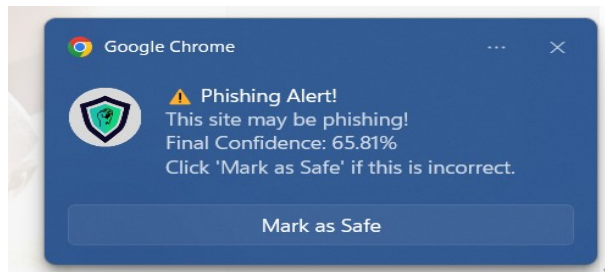 Google Chrome
⚠ Phishing Alert!
This site may be phishing!
Final Confidence: 65.81%
Click 'Mark as Safe' if this is incorrect.
Mark as Safe